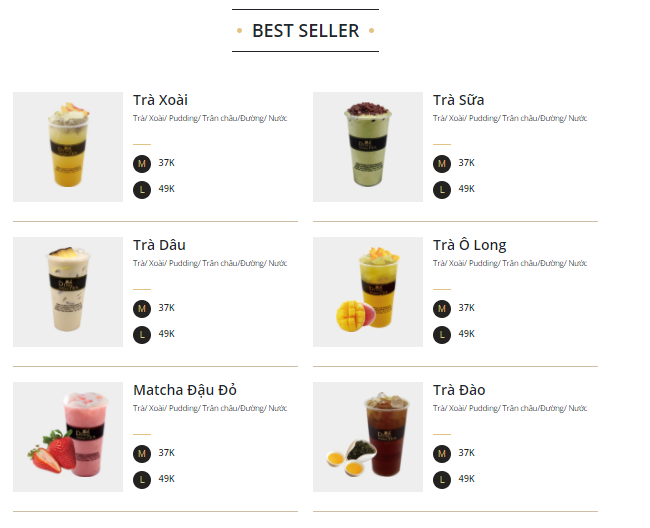 BEST SELLER
Trà Xoài
Trà/ Xoài/ Pudding/ Trân châu/Đường/ Nước
M 37K
L 49K
Trà Sữa
Trà/ Xoài/ Pudding/ Trân châu/Đường/ Nước
M 37K
L 49K
Trà Dâu
Trà/ Xoài/ Pudding/ Trân châu/Đường/ Nước
M 37K
L 49K
Trà Ô Long
Trà/ Xoài/ Pudding/ Trân châu/Đường/ Nước
M 37K
L 49K
Matcha Đậu Đỏ
Trà/ Xoài/ Pudding/ Trân châu/Đường/ Nước
M 37K
L 49K
Trà Đào
Trà/ Xoài/ Pudding/ Trân châu/Đường/ Nước
M 37K
L 49K